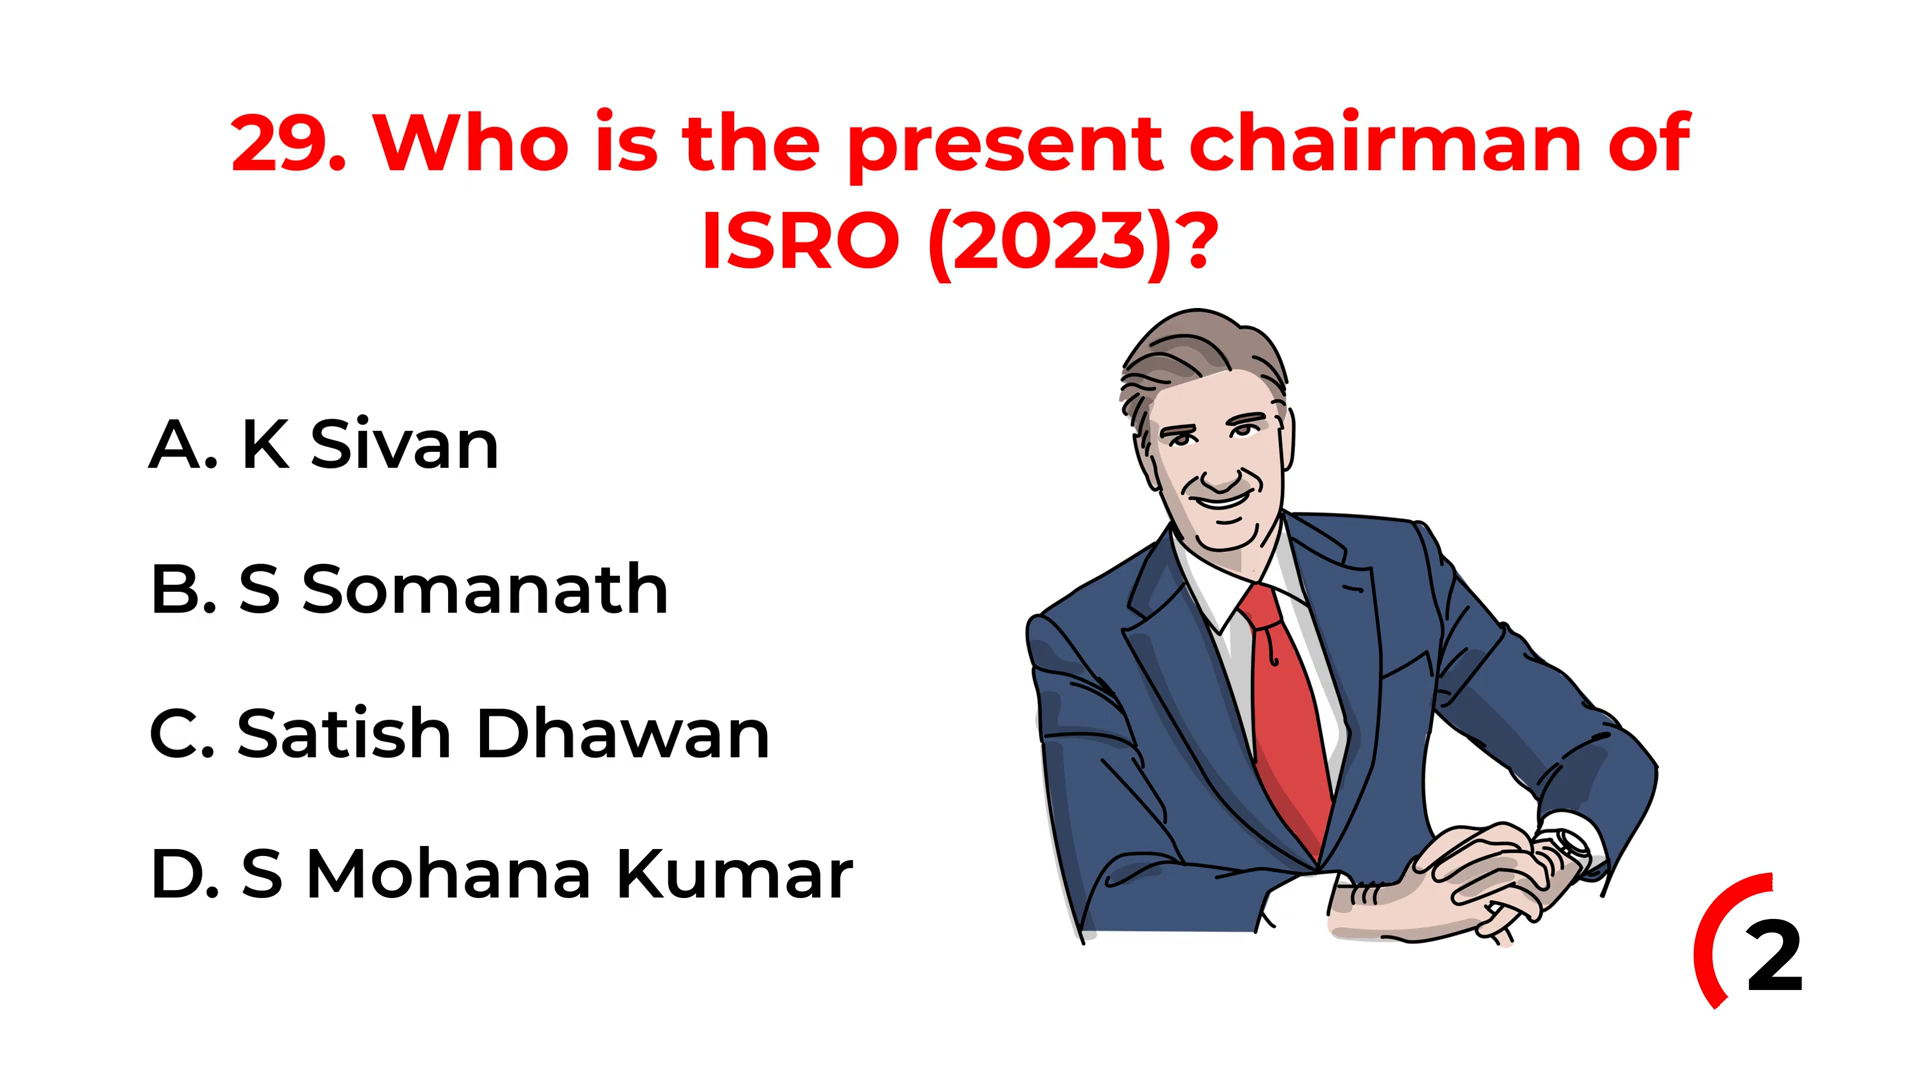 29. Who is the present chairman of
ISRO (2023)?
A. K Sivan
B. S Somanath
C. Satish Dhawan
D. S Mohana Kumar
2